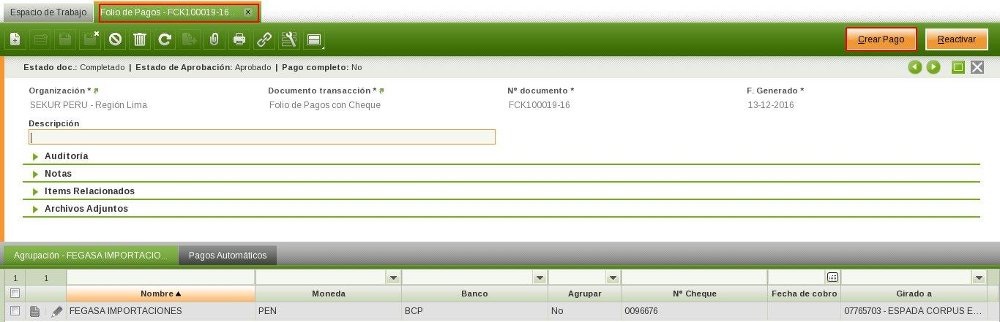 Espacio de Trabajo Folio de Pagos - FCK100019-16 ...
Crear Pago Reactivar
Estado doc.: Completado | Estado de Aprobación: Aprobado | Pago completo: No
Organización * Documento transacción * Nº documento * F. Generado *
SEKUR PERU - Región Lima Folio de Pagos con Cheque FCK100019-16 13-12-2016
Descripción
Auditoría
Notas
Items Relacionados
Archivos Adjuntos
Agrupación - FEGASA IMPORTACIO... Pagos Automáticos
1 1
Nombre Moneda Banco Agrupar Nº Cheque Fecha de cobro Girado a
FEGASA IMPORTACIONES PEN BCP No 0096676 07765703 - ESPADA CORPUS E...